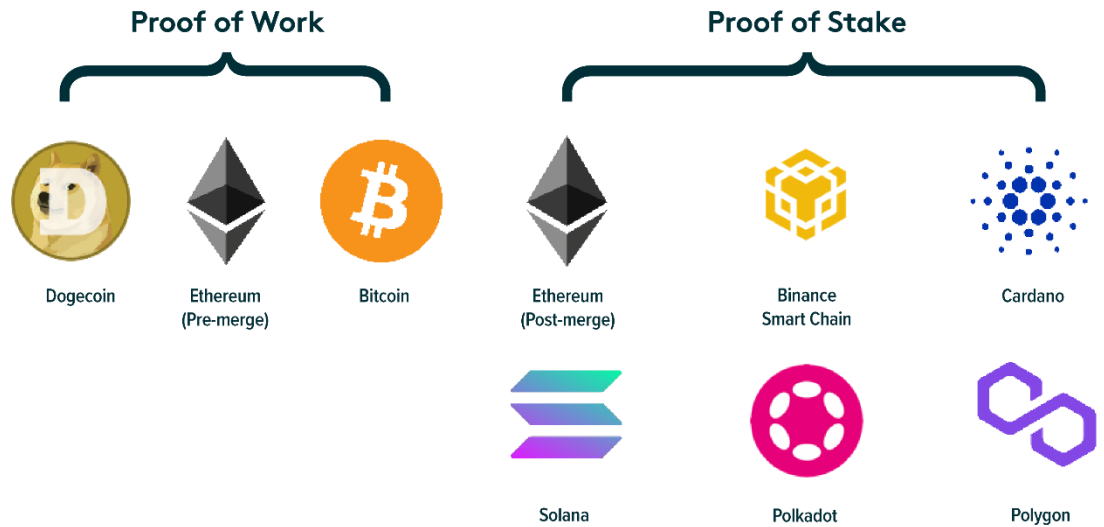 Proof of Work
Proof of Stake
D
Dogecoin
Ethereum
(Pre-merge)
Bitcoin
Ethereum
(Post-merge)
Binance
Smart Chain
Cardano
Solana
Polkadot
Polygon